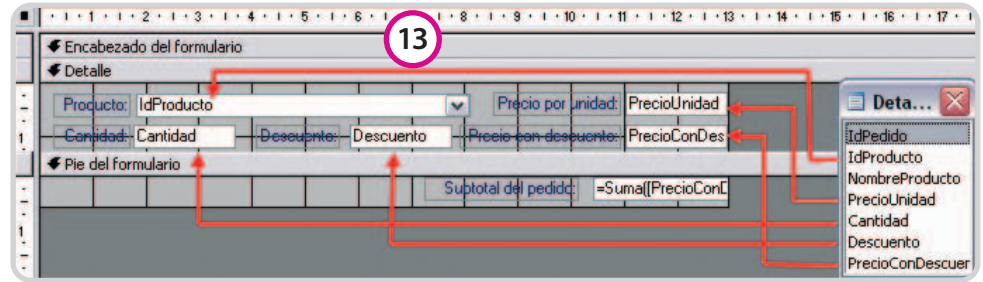 1 2 3 4 5 6 8 9 10 11 12 13 14 15 16 17
13
Encabezado del formulario
Detalle
Producto: IdProducto Precio por unidad: PrecioUnidad
1 Cantidad: Cantidad Descuento: Descuento Precio con descuento: PrecioConDes
Pie del formulario
Subtotal del pedido: =Suma([PrecioConD
1
Deta...
IdPedido
IdProducto
NombreProducto
PrecioUnidad
Cantidad
Descuento
PrecioConDescuer